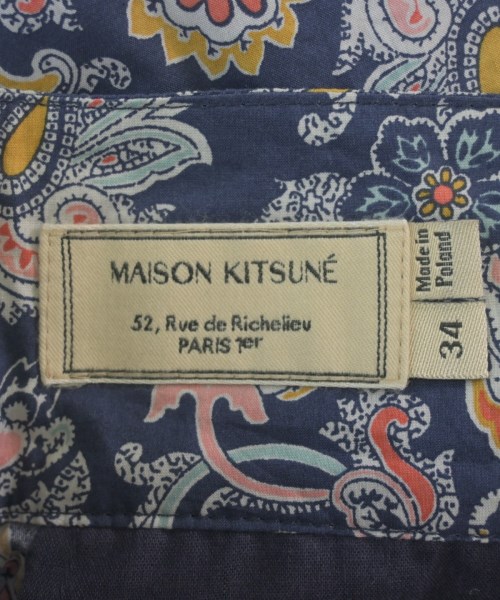 MAISON KITSUNÉ
52, Rue de Richelieu
PARIS 1er
Made in
Poland
34